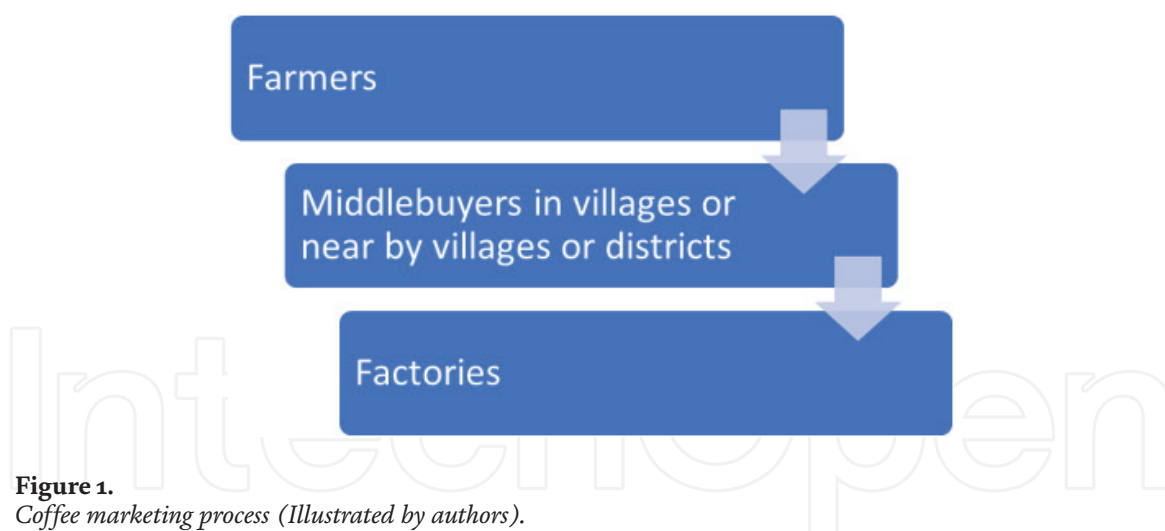 Farmers
Middlebuyers in villages or
near by villages or districts
Factories
IntechOpen
Figure 1.
Coffee marketing process (Illustrated by authors).